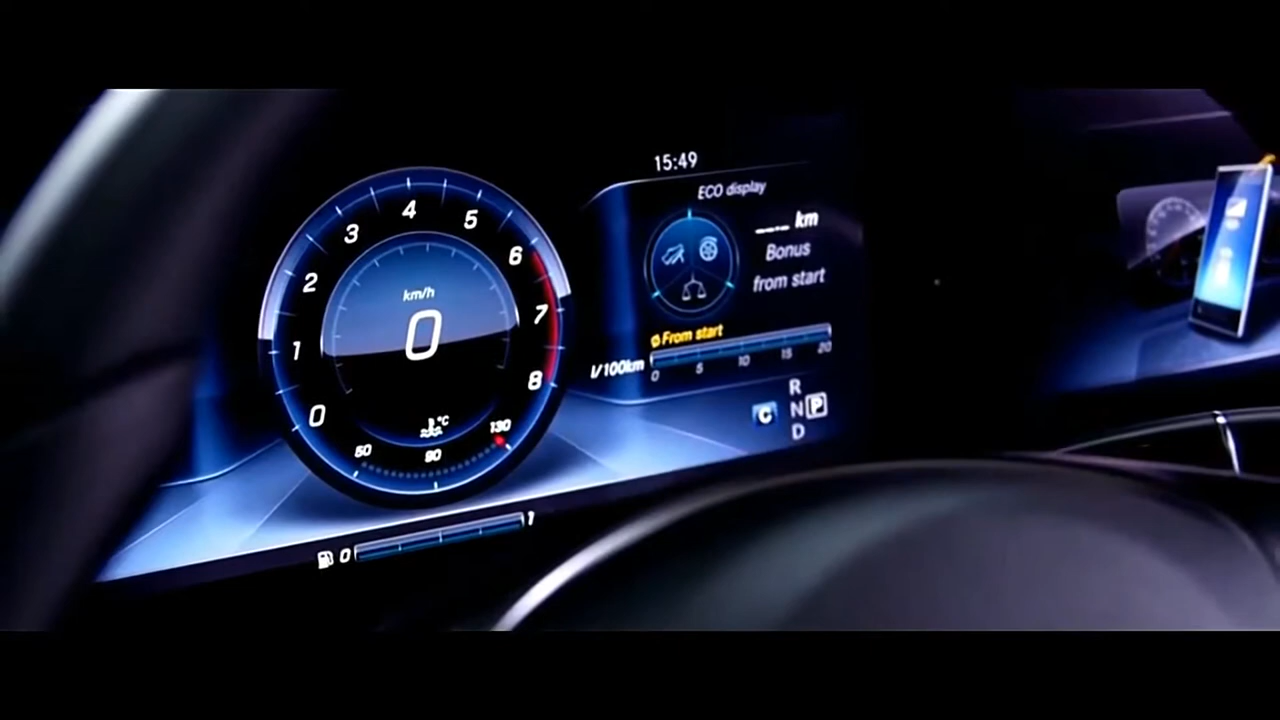 15:49
ECO display
-.-- km
Bonus
from start
ø From start
l/100km
0 5 10 15 20
C
R
N P
D
0
1
2
3
4
5
6
7
8
km/h
0
°C
50
90
130
0 1